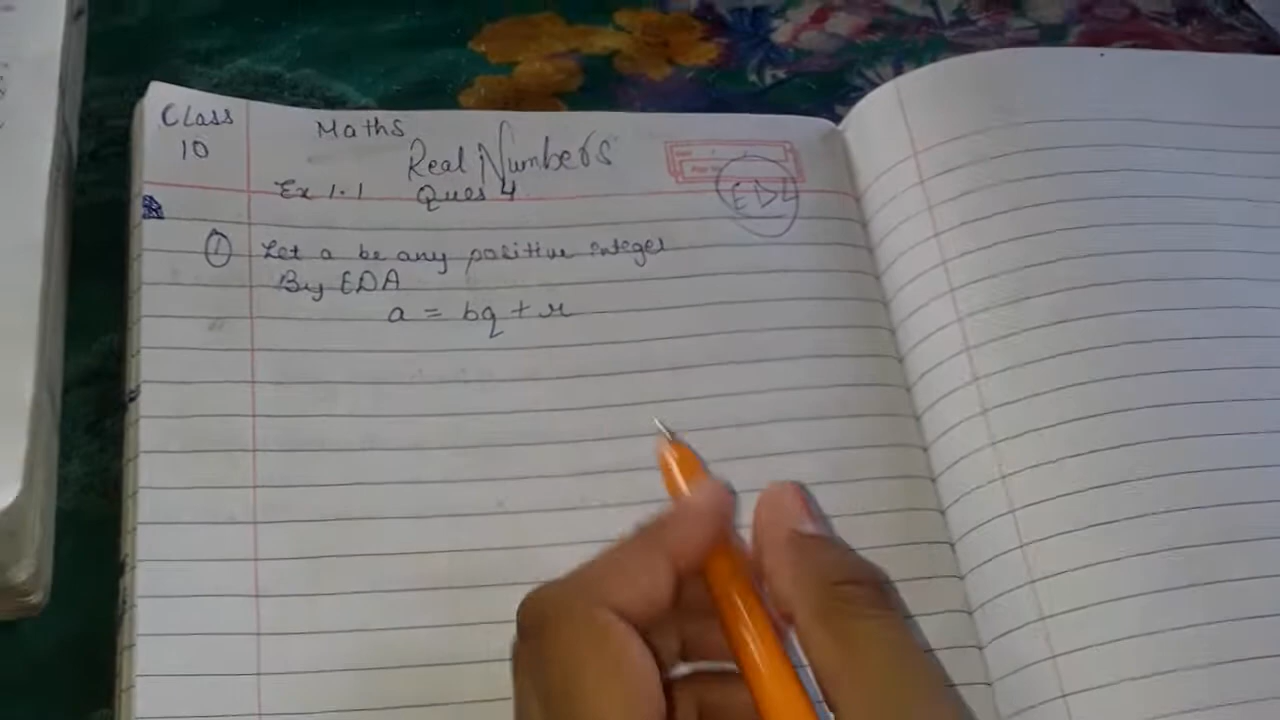 Class
10
Maths
Real Numbers
Ex 1.1 Ques 4
EDL
① Let a be any positive integer
By EDA
a = bq + r